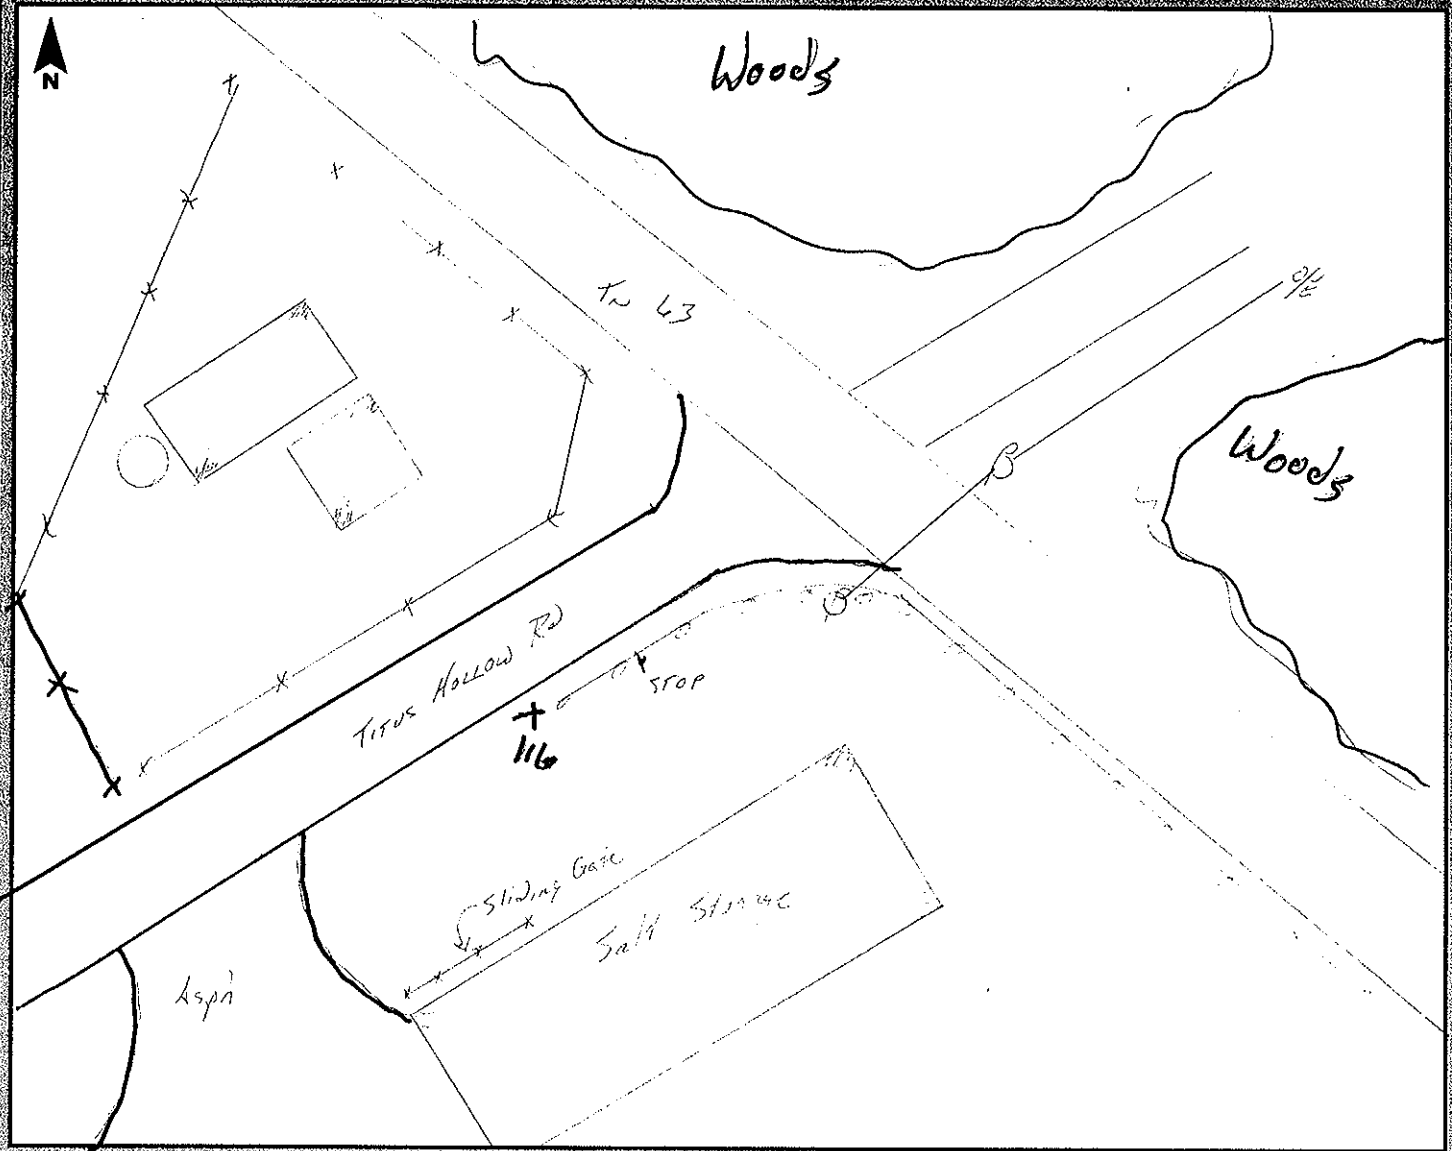 N
Woods
Tn 63
O/E
Woods
TITUS HOLLOW RD
STOP
116
Sliding Gate
Salt Storage
Asph